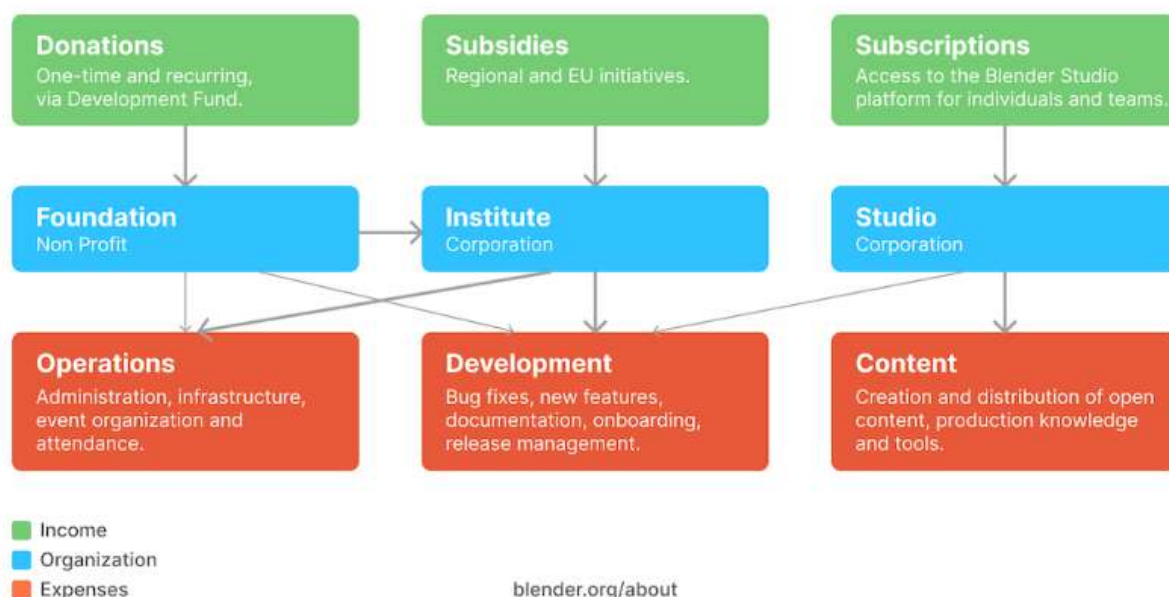 Donations
One-time and recurring,
via Development Fund.
Subsidies
Regional and EU initiatives.
Subscriptions
Access to the Blender Studio
platform for individuals and teams.
Foundation
Non Profit
Institute
Corporation
Studio
Corporation
Operations
Administration, infrastructure,
event organization and
attendance.
Development
Bug fixes, new features,
documentation, onboarding,
release management.
Content
Creation and distribution of open
content, production knowledge
and tools.
Income
Organization
Expenses
blender.org/about